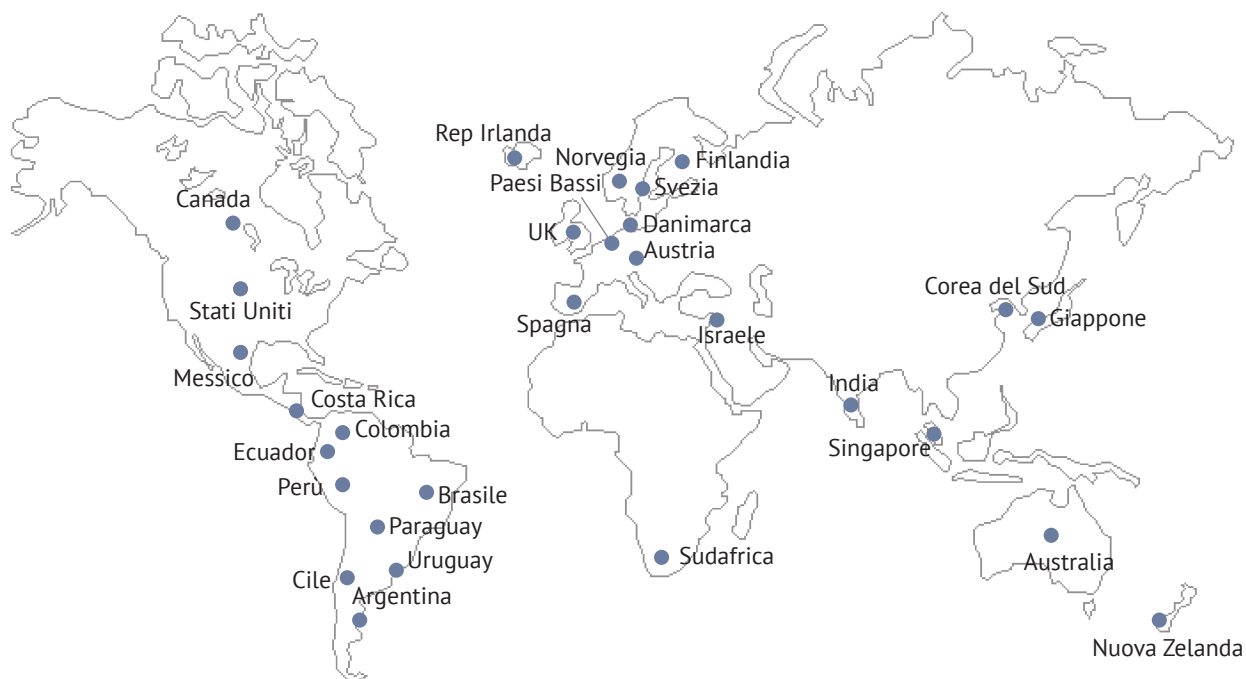 Rep Irlanda
Norvegia
Finlandia
Paesi Bassi
Svezia
Canada
UK
Danimarca
Austria
Stati Uniti
Spagna
Israele
Corea del Sud
Giappone
Messico
India
Costa Rica
Colombia
Ecuador
Singapore
Perù
Brasile
Paraguay
Sudafrica
Uruguay
Australia
Cile
Argentina
Nuova Zelanda